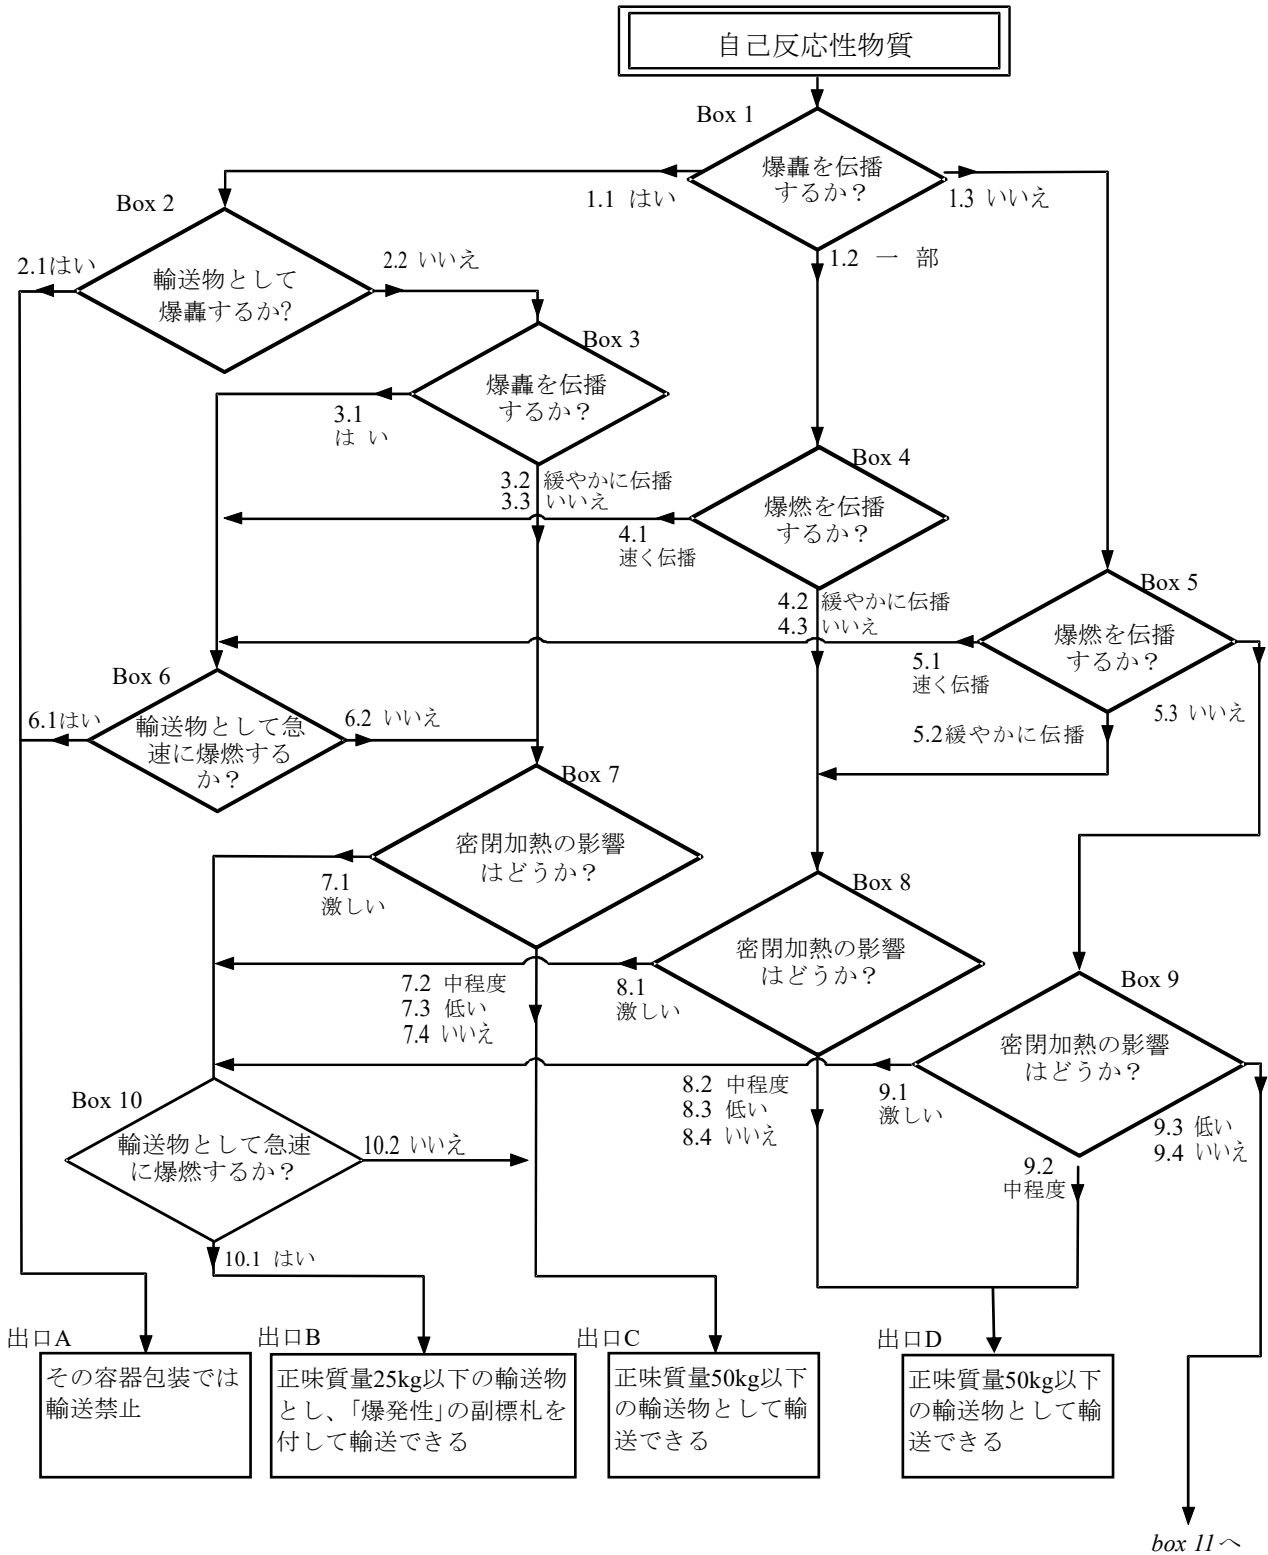 自己反応性物質
Box 1
爆轟を伝播
するか？
1.1 はい
1.3 いいえ
1.2 一 部
Box 2
2.1はい
2.2 いいえ
輸送物として
爆轟するか?
Box 3
爆轟を伝播
するか？
3.1
は い
3.2 緩やかに伝播
3.3 いいえ
Box 4
爆燃を伝播
するか？
4.1
速く伝播
4.2 緩やかに伝播
4.3 いいえ
Box 5
爆燃を伝播
するか？
5.1
速く伝播
5.3 いいえ
5.2緩やかに伝播
Box 6
6.1はい
6.2 いいえ
輸送物として急
速に爆燃する
か？
Box 7
密閉加熱の影響
はどうか？
7.1
激しい
7.2 中程度
7.3 低い
7.4 いいえ
Box 8
密閉加熱の影響
はどうか？
8.1
激しい
8.2 中程度
8.3 低い
8.4 いいえ
Box 9
密閉加熱の影響
はどうか？
9.1
激しい
9.3 低い
9.4 いいえ
9.2
中程度
Box 10
輸送物として急速
に爆燃するか？
10.2 いいえ
10.1 はい
出口A
その容器包装では
輸送禁止
出口B
正味質量25kg以下の輸送物
とし、「爆発性」の副標札を
付して輸送できる
出口C
正味質量50kg以下
の輸送物として輸
送できる
出口D
正味質量50kg以下
の輸送物として輸
送できる
box 11へ